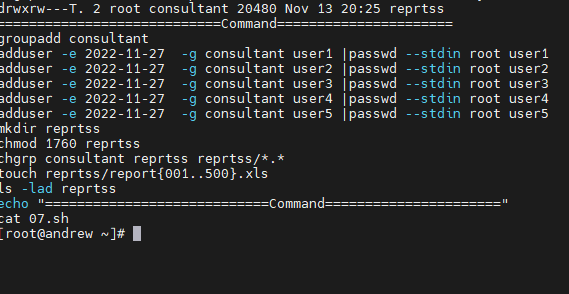 drwxrw---T. 2 root consultant 20480 Nov 13 20:25 reprtss
============================Command======================
groupadd consultant
adduser -e 2022-11-27  -g consultant user1 |passwd --stdin root user1
adduser -e 2022-11-27  -g consultant user2 |passwd --stdin root user2
adduser -e 2022-11-27  -g consultant user3 |passwd --stdin root user3
adduser -e 2022-11-27  -g consultant user4 |passwd --stdin root user4
adduser -e 2022-11-27  -g consultant user5 |passwd --stdin root user5
mkdir reprtss
chmod 1760 reprtss
chgrp consultant reprtss reprtss/*.*
touch reprtss/report{001..500}.xls
ls -lad reprtss
echo "============================Command======================"
cat 07.sh
[root@andrew ~]#